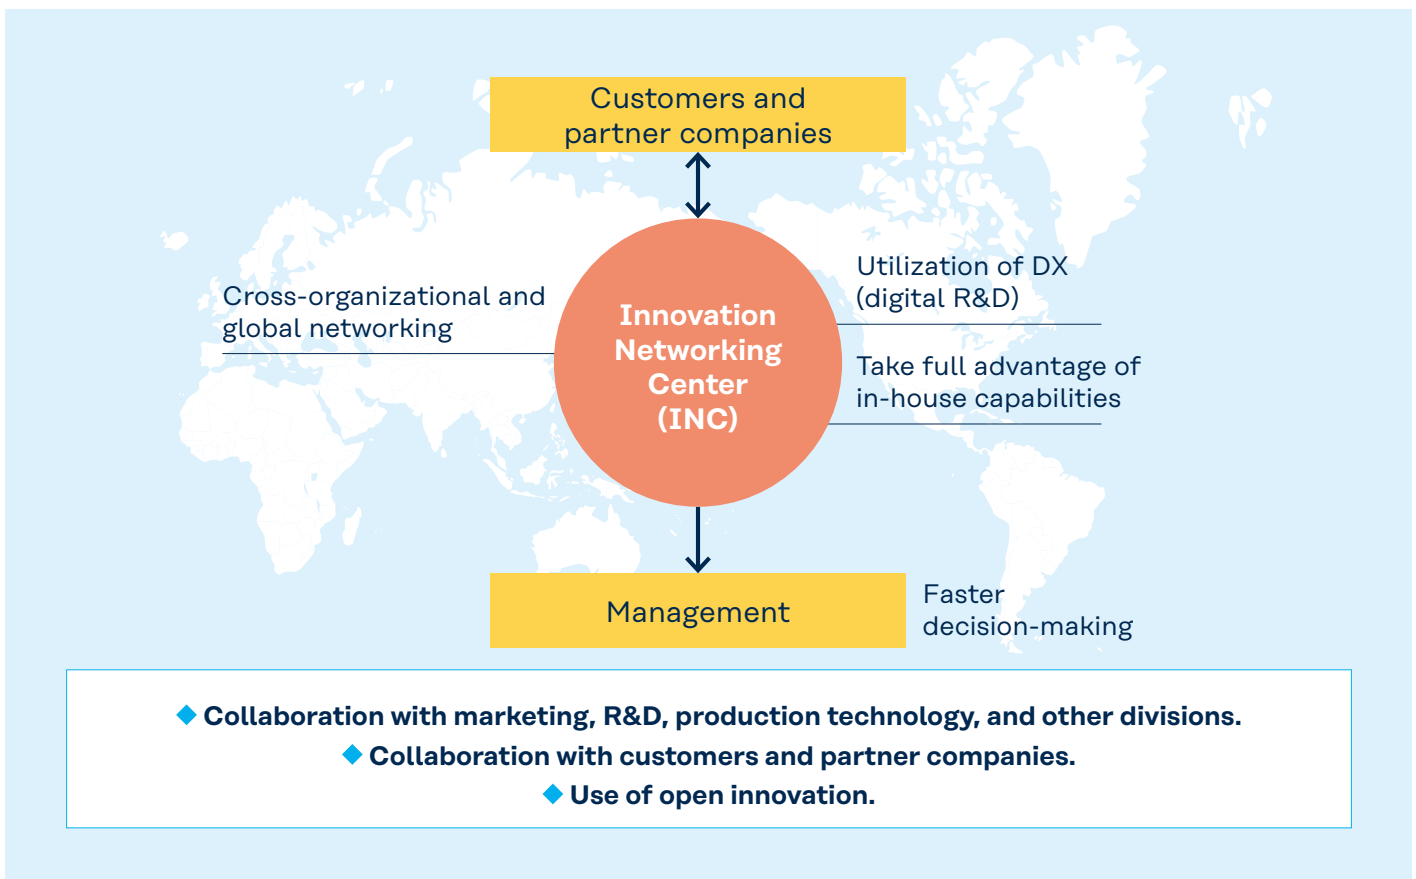 Customers and
partner companies
Cross-organizational and
global networking
Innovation
Networking
Center
(INC)
Utilization of DX
(digital R&D)
Take full advantage of
in-house capabilities
Management
Faster
decision-making
◆ Collaboration with marketing, R&D, production technology, and other divisions.
◆ Collaboration with customers and partner companies.
◆ Use of open innovation.